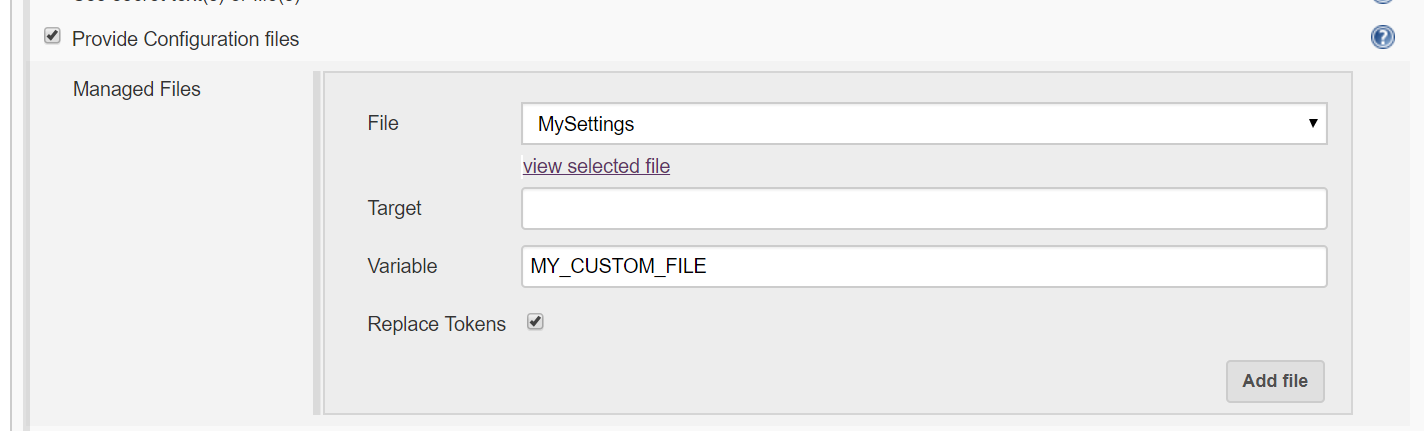 Provide Configuration files
Managed Files
File
MySettings
view selected file
Target
Variable
MY_CUSTOM_FILE
Replace Tokens
Add file